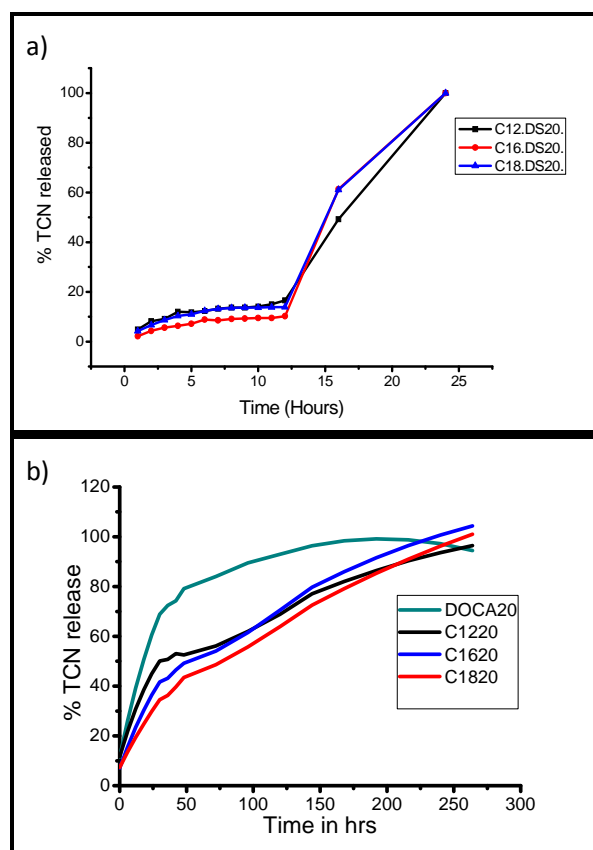 a)
% TCN released
100
80
60
40
20
0
C12.DS20.
C16.DS20.
C18.DS20.
0 5 10 15 20 25
Time (Hours)
b)
% TCN release
120
100
80
60
40
20
0
DOCA20
C1220
C1620
C1820
0 50 100 150 200 250 300
Time in hrs